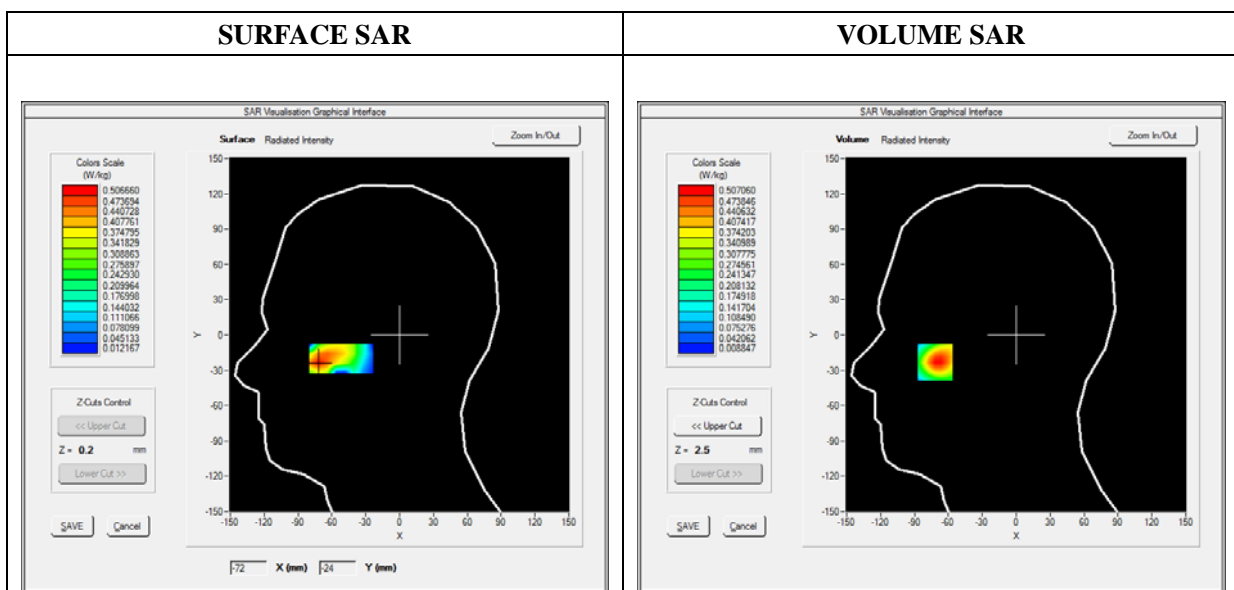 SURFACE SAR
VOLUME SAR
SAR Visualisation Graphical Interface
Surface Radiated Intensity
Zoom In/Out
Colors Scale
(W/kg)
0.506660
0.473694
0.440728
0.407761
0.374795
0.341829
0.308863
0.275897
0.242930
0.209964
0.176998
0.144032
0.111066
0.078099
0.045133
0.012167
Z-Cuts Control
<< Upper Cut
Z = 0.2 mm
Lower Cut >>
SAVE Cancel
150
120
90
60
30
0
-30
-60
-90
-120
-150
Y
-150 -120 -90 -60 -30 0 30 60 90 120 150
X
-72 X (mm) -24 Y (mm)
SAR Visualisation Graphical Interface
Volume Radiated Intensity
Zoom In/Out
Colors Scale
(W/kg)
0.507060
0.473846
0.440632
0.407417
0.374203
0.340989
0.307775
0.274561
0.241347
0.208132
0.174918
0.141704
0.108490
0.075276
0.042062
0.008847
Z-Cuts Control
<< Upper Cut
Z = 2.5 mm
Lower Cut >>
SAVE Cancel
150
120
90
60
30
0
-30
-60
-90
-120
-150
Y
-150 -120 -90 -60 -30 0 30 60 90 120 150
X